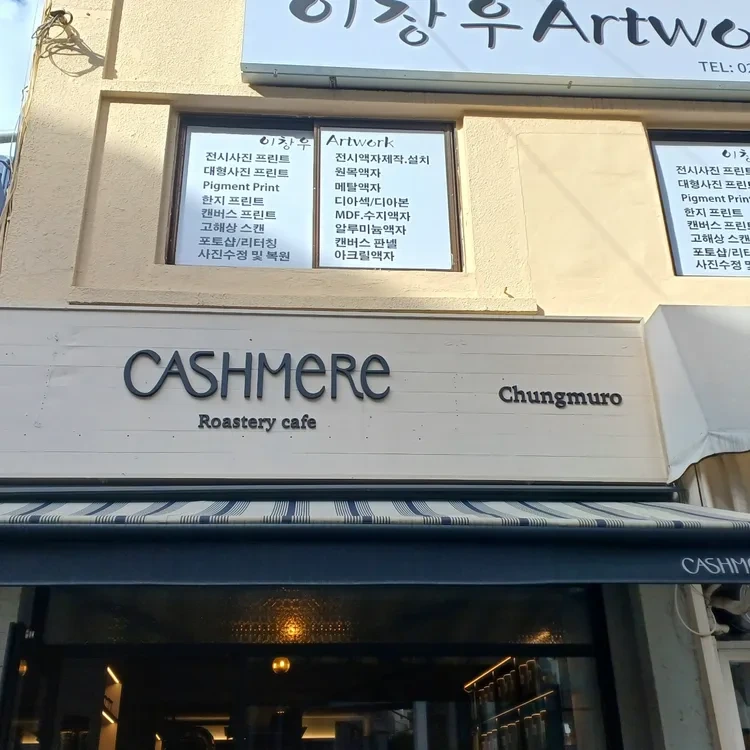 이창우 Artwo
TEL: 02
이창우 Artwork
전시사진 프린트
대형사진 프린트
Pigment Print
한지 프린트
캔버스 프린트
고해상 스캔
포토샵/리터칭
사진수정 및 복원
전시액자제작.설치
원목액자
메탈액자
디아섹/디아본
MDF.수지액자
알루미늄액자
캔버스 판넬
아크릴액자
이창
전시사진 프린트
대형사진 프린트
Pigment Print
한지 프린트
캔버스 프린트
고해상 스캔
포토샵/리터
사진수정 및
CASHMeRe
Roastery cafe
Chungmuro
CASHM